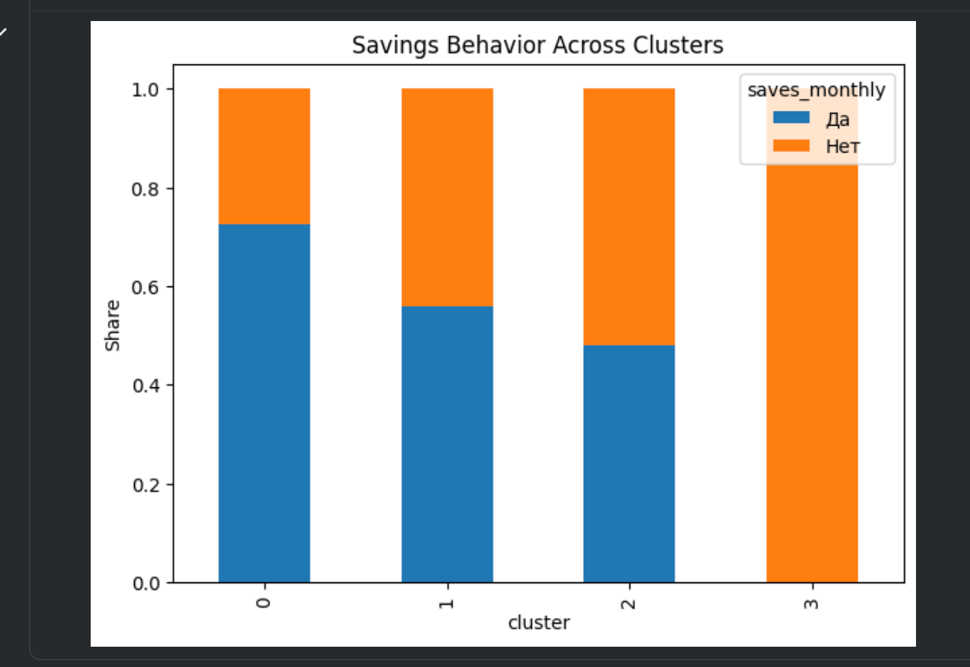 Savings Behavior Across Clusters
saves_monthly
Да
Нет
1.0
0.8
0.6
0.4
0.2
0.0
Share
0
1
2
3
cluster